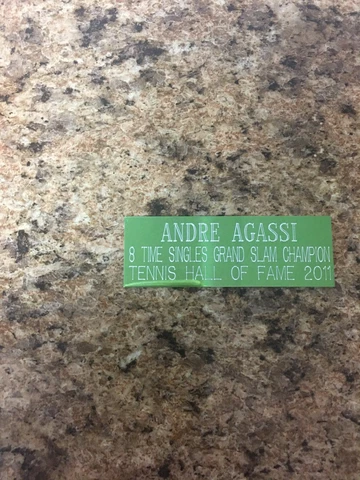 ANDRE AGASSI
8 TIME SINGLES GRAND SLAM CHAMPION
TENNIS HALL OF FAME 2011